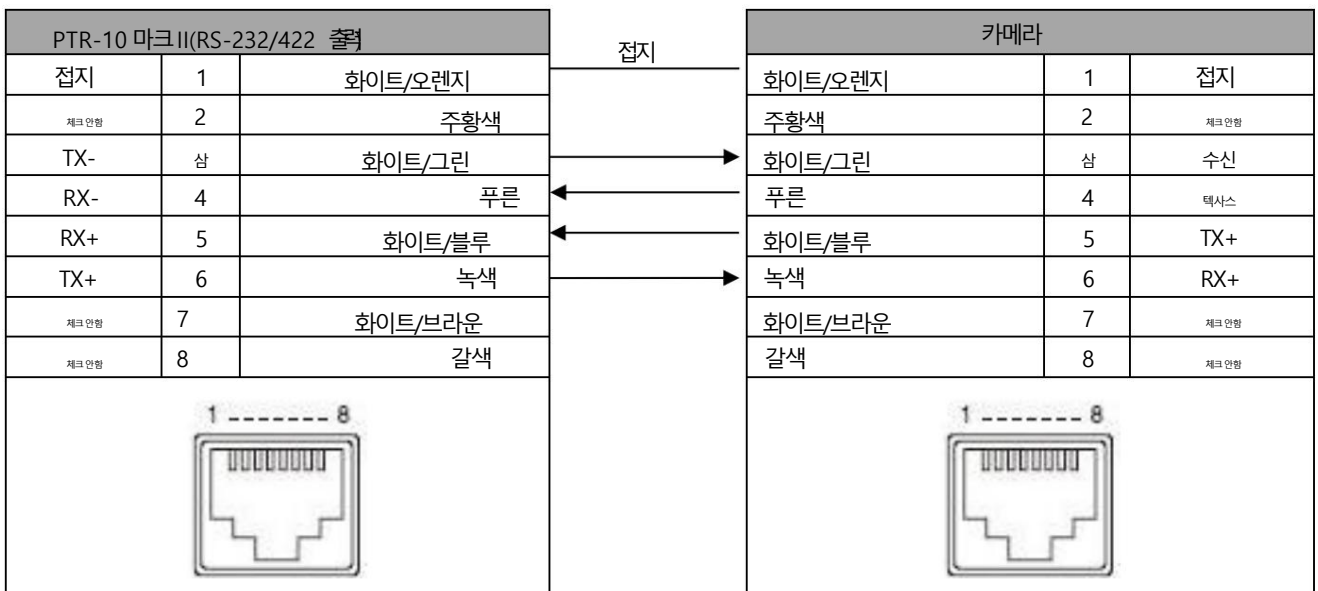 PTR-10 마크 II(RS-232/422 출력) 접지 카메라
접지 1 화이트/오렌지 화이트/오렌지 1 접지
체크 안함 2 주황색 주황색 2 체크 안함
TX- 삼 화이트/그린 화이트/그린 삼 수신
RX- 4 푸른 푸른 4 텍사스
RX+ 5 화이트/블루 화이트/블루 5 TX+
TX+ 6 녹색 녹색 6 RX+
체크 안함 7 화이트/브라운 화이트/브라운 7 체크 안함
체크 안함 8 갈색 갈색 8 체크 안함
1 ------- 8 1 ------- 8